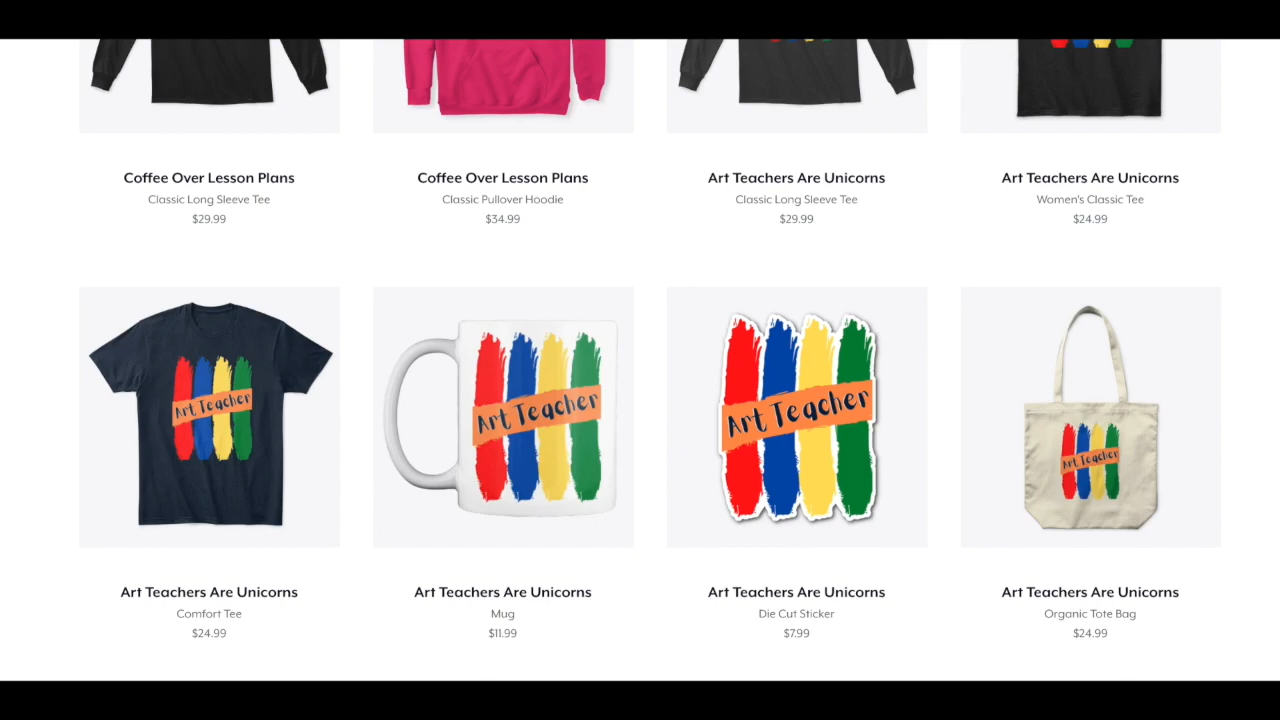 Coffee Over Lesson Plans
Classic Long Sleeve Tee
$29.99
Coffee Over Lesson Plans
Classic Pullover Hoodie
$34.99
Art Teachers Are Unicorns
Classic Long Sleeve Tee
$29.99
Art Teachers Are Unicorns
Women's Classic Tee
$24.99
Art Teacher
Art Teachers Are Unicorns
Comfort Tee
$24.99
Art Teacher
Art Teachers Are Unicorns
Mug
$11.99
Art Teacher
Art Teachers Are Unicorns
Die Cut Sticker
$7.99
Art Teacher
Art Teachers Are Unicorns
Organic Tote Bag
$24.99